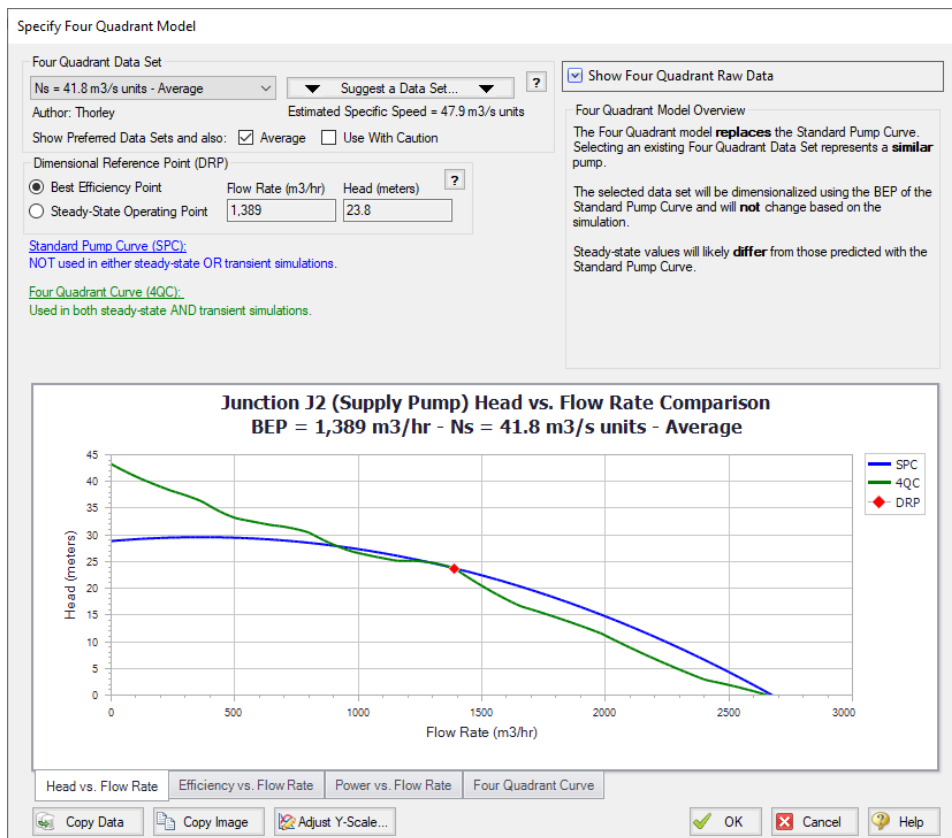 Specify Four Quadrant Model
Four Quadrant Data Set
Ns = 41.8 m3/s units - Average
Suggest a Data Set...
?
Author: Thorley
Estimated Specific Speed = 47.9 m3/s units
Show Preferred Data Sets and also:
Average
Use With Caution
Dimensional Reference Point (DRP)
Best Efficiency Point
Flow Rate (m3/hr)
Head (meters)
?
Steady-State Operating Point
1,389
23.8
Standard Pump Curve (SPC):
NOT used in either steady-state OR transient simulations.
Four Quadrant Curve (4QC):
Used in both steady-state AND transient simulations.
Show Four Quadrant Raw Data
Four Quadrant Model Overview
The Four Quadrant model replaces the Standard Pump Curve.
Selecting an existing Four Quadrant Data Set represents a similar
pump.
The selected data set will be dimensionalized using the BEP of the
Standard Pump Curve and will not change based on the
simulation.
Steady-state values will likely differ from those predicted with the
Standard Pump Curve.
Junction J2 (Supply Pump) Head vs. Flow Rate Comparison
BEP = 1,389 m3/hr - Ns = 41.8 m3/s units - Average
Head (meters)
45
40
35
30
25
20
15
10
5
0
0
500
1000
1500
2000
2500
3000
Flow Rate (m3/hr)
SPC
4QC
DRP
Head vs. Flow Rate
Efficiency vs. Flow Rate
Power vs. Flow Rate
Four Quadrant Curve
Copy Data
Copy Image
Adjust Y-Scale...
OK
Cancel
Help